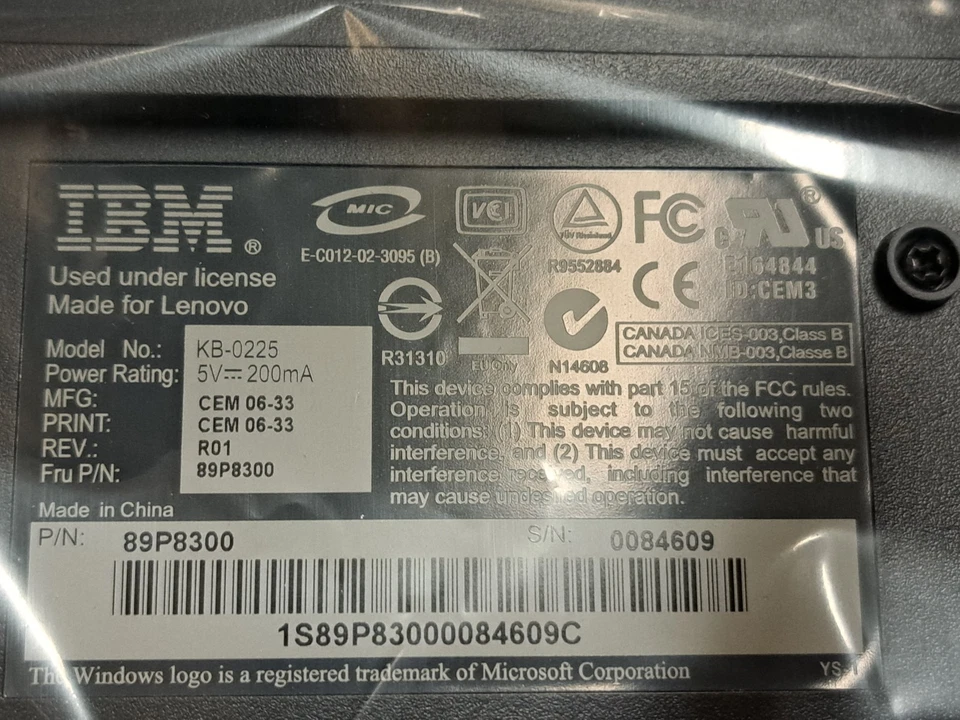 IBM®
Used under license
Made for Lenovo
MIC
E-C012-02-3095 (B)
VCI
TÜV Rheinland
R9552884
FC
RU® US
E164844
ID:CEM3
CE
R31310
EU Only
N14608
CANADA ICES-003,Class B
CANADA NMB-003,Classe B
Model No.: KB-0225
Power Rating: 5V⎓200mA
MFG: CEM 06-33
PRINT: CEM 06-33
REV.: R01
Fru P/N: 89P8300
This device complies with part 15 of the FCC rules.
Operation is subject to the following two
conditions: (1) This device may not cause harmful
interference, and (2) This device must accept any
interference received, including interference that
may cause undesired operation.
Made in China
P/N: 89P8300 S/N: 0084609
1S89P83000084609C
The Windows logo is a registered trademark of Microsoft Corporation